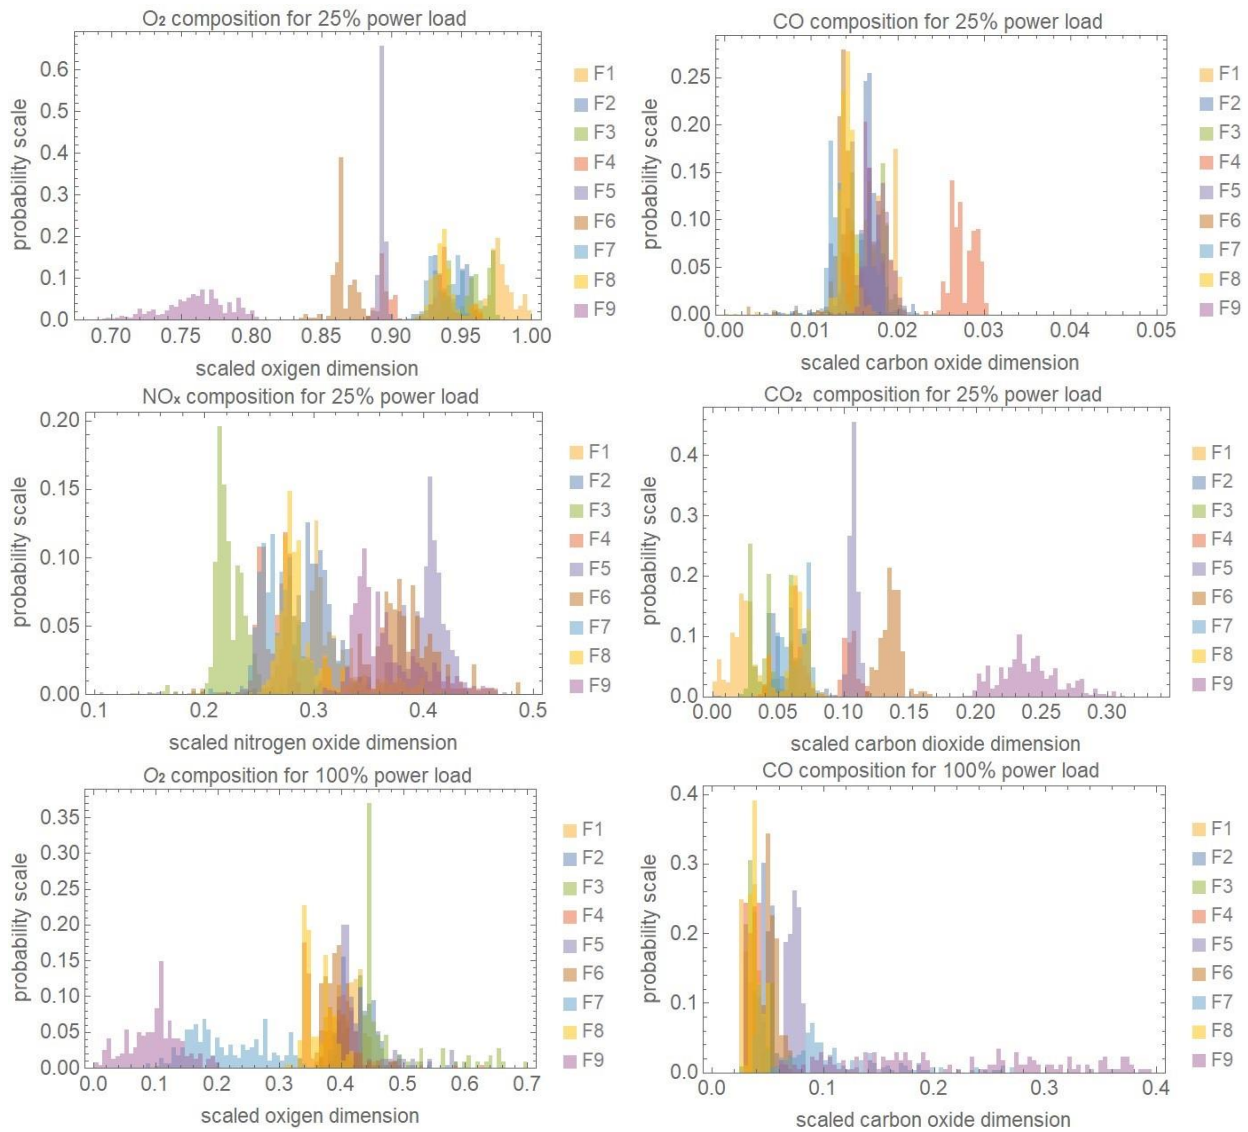 O₂ composition for 25% power load
probability scale
0.6
0.5
0.4
0.3
0.2
0.1
0.0
0.70 0.75 0.80 0.85 0.90 0.95 1.00
scaled oxigen dimension
F1
F2
F3
F4
F5
F6
F7
F8
F9
CO composition for 25% power load
probability scale
0.25
0.20
0.15
0.10
0.05
0.00
0.00 0.01 0.02 0.03 0.04 0.05
scaled carbon oxide dimension
F1
F2
F3
F4
F5
F6
F7
F8
F9
NOₓ composition for 25% power load
probability scale
0.20
0.15
0.10
0.05
0.00
0.1 0.2 0.3 0.4 0.5
scaled nitrogen oxide dimension
F1
F2
F3
F4
F5
F6
F7
F8
F9
CO₂ composition for 25% power load
probability scale
0.4
0.3
0.2
0.1
0.0
0.00 0.05 0.10 0.15 0.20 0.25 0.30
scaled carbon dioxide dimension
F1
F2
F3
F4
F5
F6
F7
F8
F9
O₂ composition for 100% power load
probability scale
0.35
0.30
0.25
0.20
0.15
0.10
0.05
0.00
0.0 0.1 0.2 0.3 0.4 0.5 0.6 0.7
scaled oxigen dimension
F1
F2
F3
F4
F5
F6
F7
F8
F9
CO composition for 100% power load
probability scale
0.4
0.3
0.2
0.1
0.0
0.0 0.1 0.2 0.3 0.4
scaled carbon oxide dimension
F1
F2
F3
F4
F5
F6
F7
F8
F9